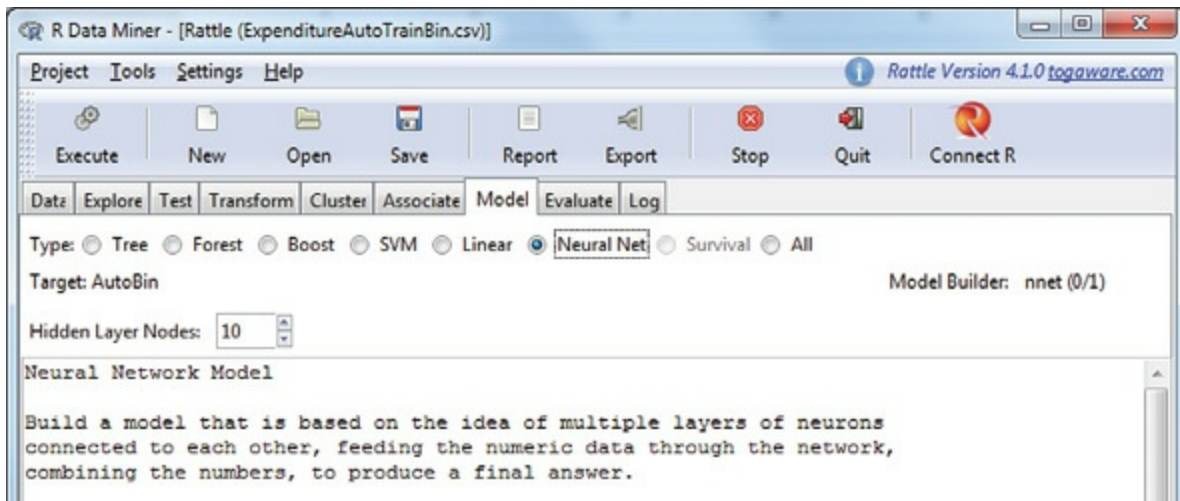 R Data Miner - [Rattle (ExpenditureAutoTrainBin.csv)]
Project Tools Settings Help
Rattle Version 4.1.0 togaware.com
Execute New Open Save Report Export Stop Quit Connect R
Data Explore Test Transform Cluster Associate Model Evaluate Log
Type: Tree Forest Boost SVM Linear Neural Net Survival All
Target: AutoBin Model Builder: nnet (0/1)
Hidden Layer Nodes: 10
Neural Network Model
Build a model that is based on the idea of multiple layers of neurons
connected to each other, feeding the numeric data through the network,
combining the numbers, to produce a final answer.